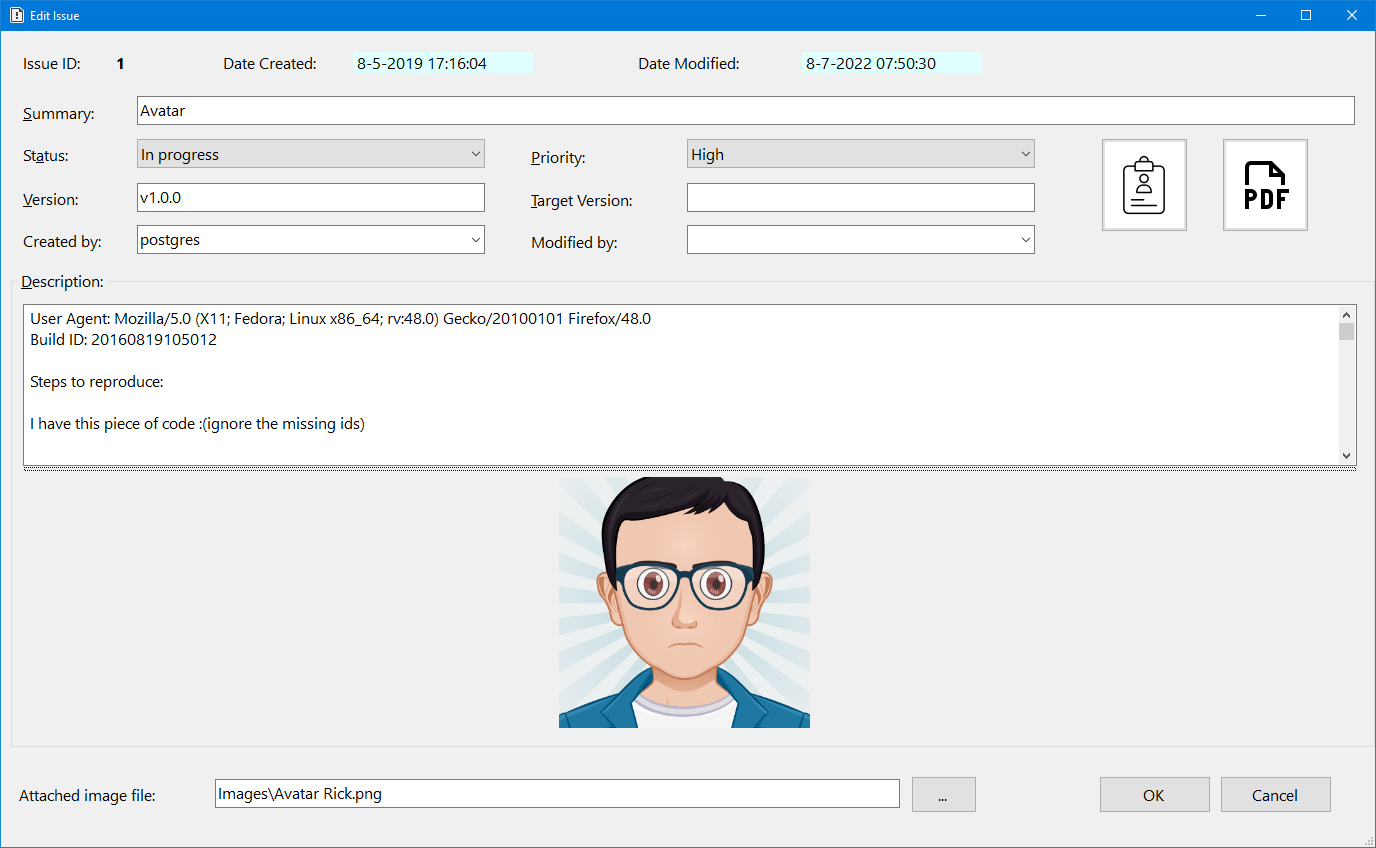 Edit Issue
Issue ID: 1 Date Created: 8-5-2019 17:16:04 Date Modified: 8-7-2022 07:50:30
Summary: Avatar
Status: In progress Priority: High
Version: v1.0.0 Target Version:
Created by: postgres Modified by:
PDF
Description:
User Agent: Mozilla/5.0 (X11; Fedora; Linux x86_64; rv:48.0) Gecko/20100101 Firefox/48.0
Build ID: 20160819105012
Steps to reproduce:
I have this piece of code :(ignore the missing ids)
Attached image file: Images\Avatar Rick.png ... OK Cancel